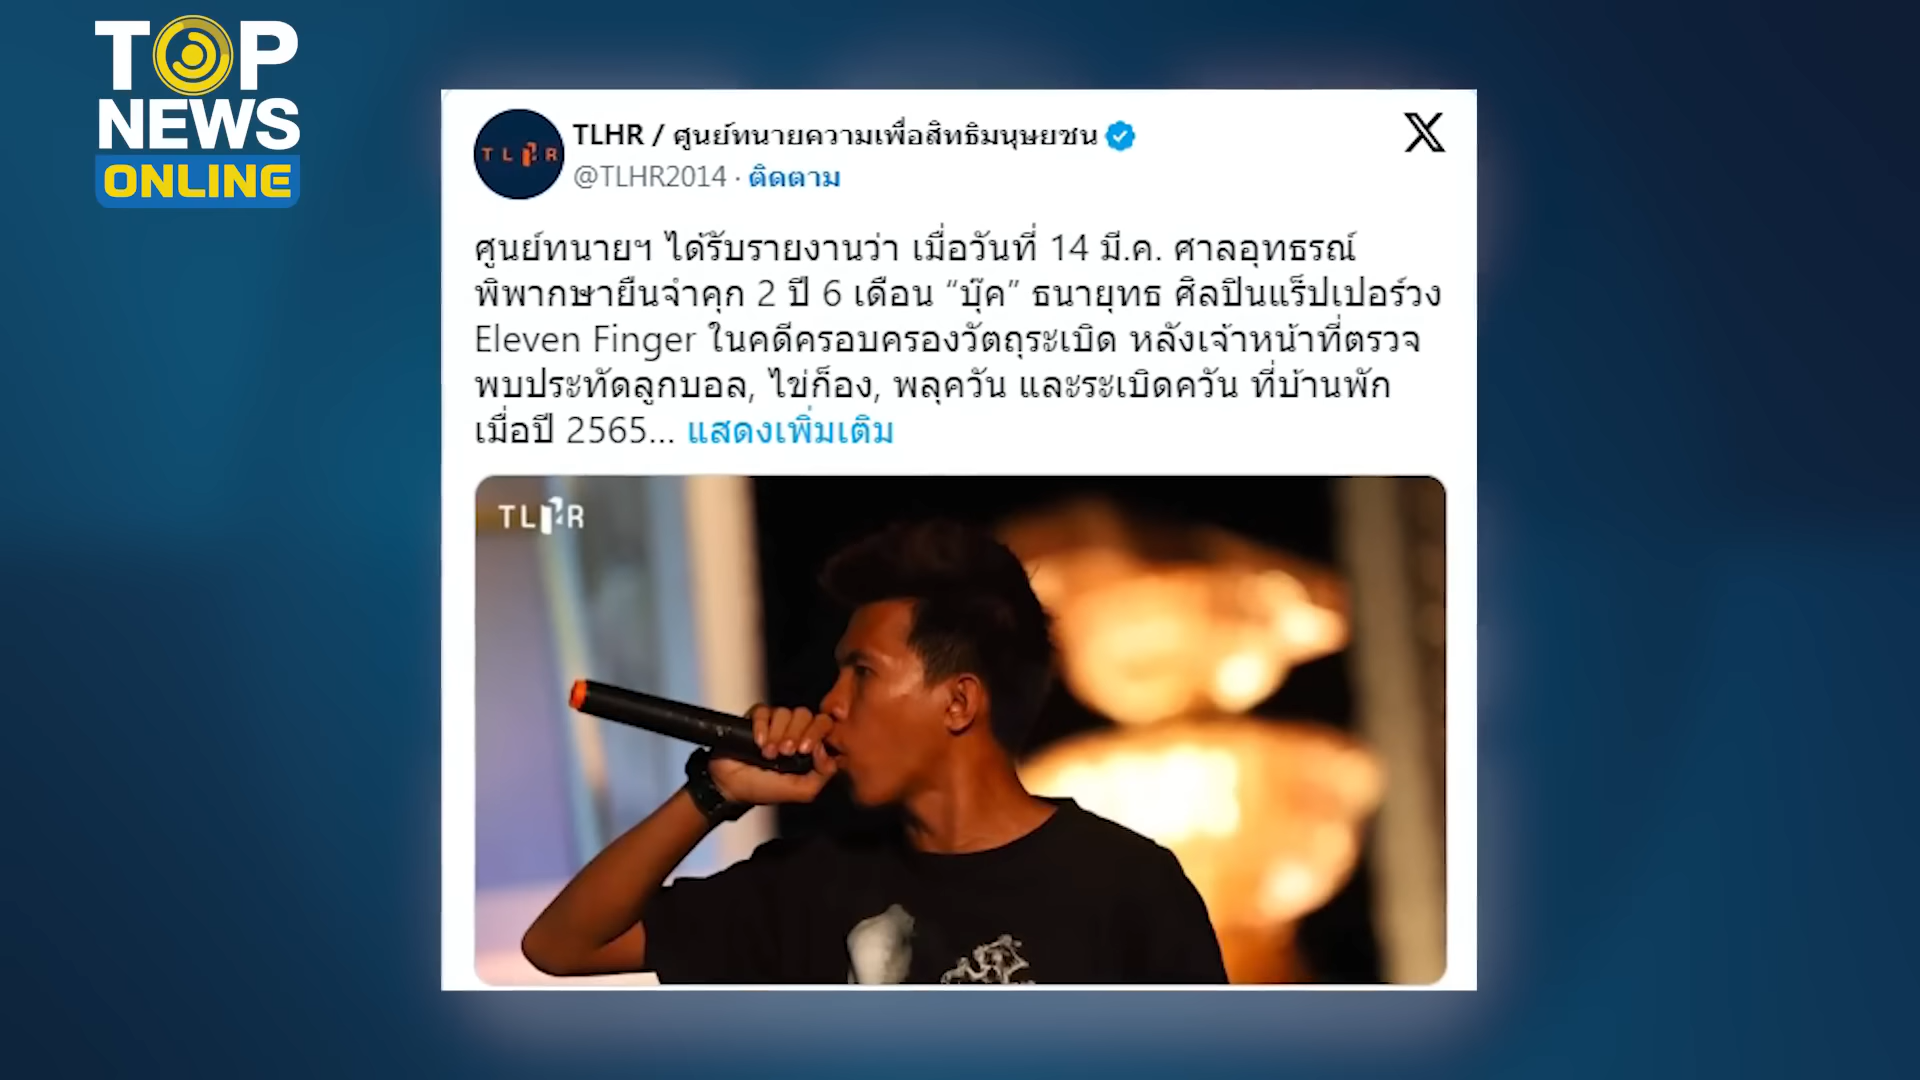 TOP
NEWS
ONLINE
TLHR
TLHR / ศูนย์ทนายความเพื่อสิทธิมนุษยชน
@TLHR2014 · ติดตาม
X
ศูนย์ทนายฯ ได้รับรายงานว่า เมื่อวันที่ 14 มี.ค. ศาลอุทธรณ์
พิพากษายืนจำคุก 2 ปี 6 เดือน “บุ๊ค” ธนายุทธ ศิลปินแร็ปเปอร์วง
Eleven Finger ในคดีครอบครองวัตถุระเบิด หลังเจ้าหน้าที่ตรวจ
พบประทัดลูกบอล, ไข่ก็อง, พลุควัน และระเบิดควัน ที่บ้านพัก
เมื่อปี 2565... แสดงเพิ่มเติม
TLHR